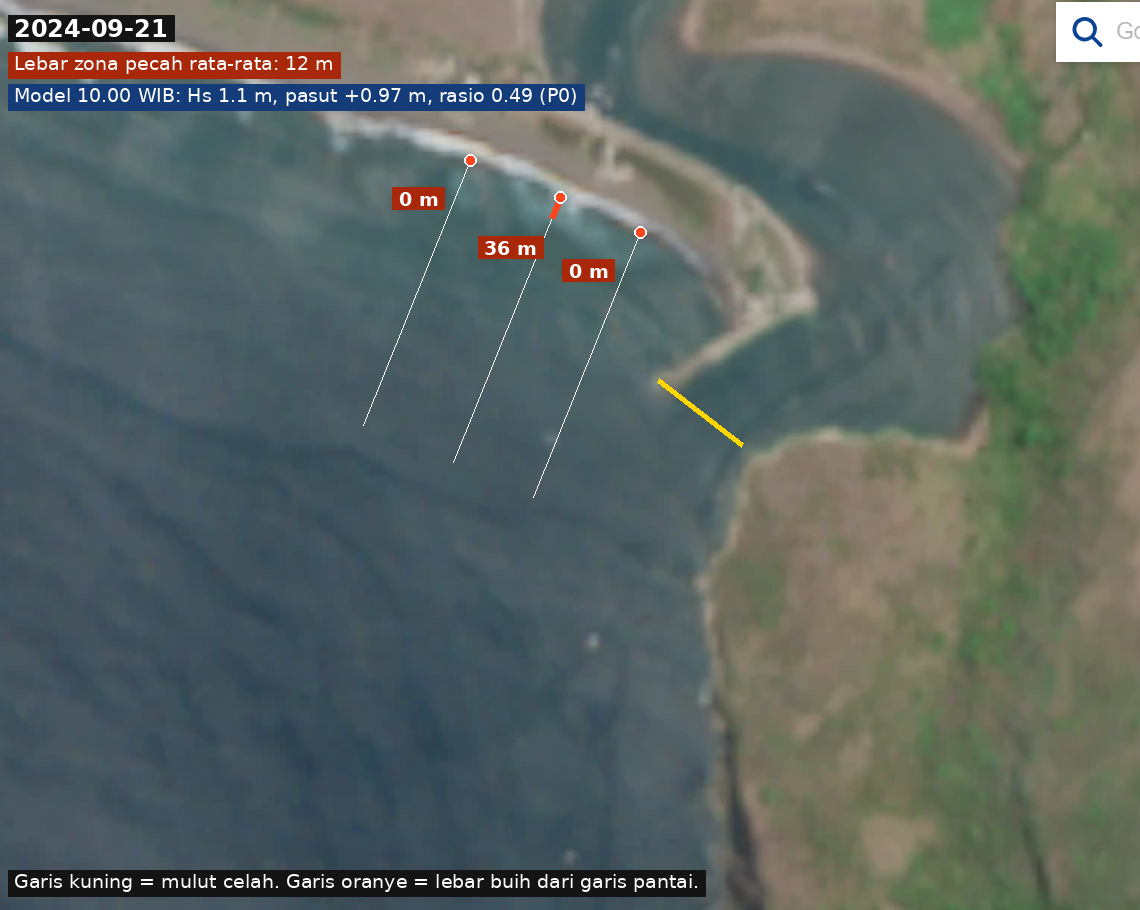 2024-09-21
Lebar zona pecah rata-rata: 12 m
Model 10.00 WIB: Hs 1.1 m, pasut +0.97 m, rasio 0.49 (P0)
Go
0 m
36 m
0 m
Garis kuning = mulut celah. Garis oranye = lebar buih dari garis pantai.